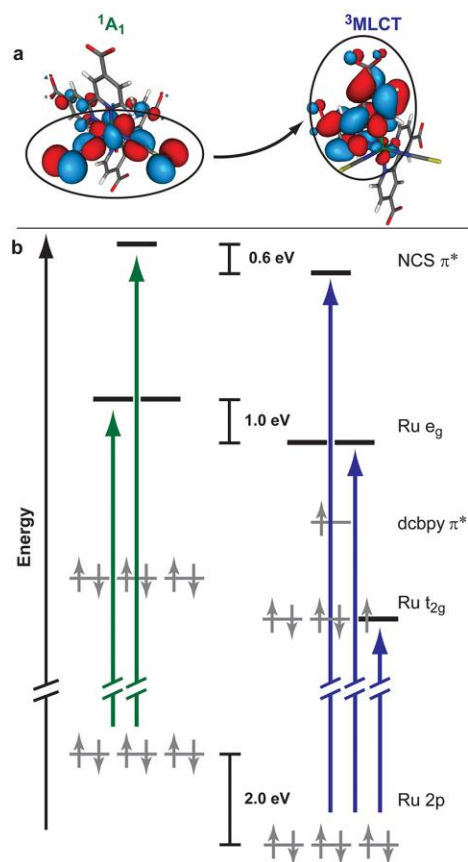 ¹A₁
³MLCT
a
b
0.6 eV
NCS π*
1.0 eV
Ru e_g
Energy
dcbpy π*
Ru t₂g
2.0 eV
Ru 2p